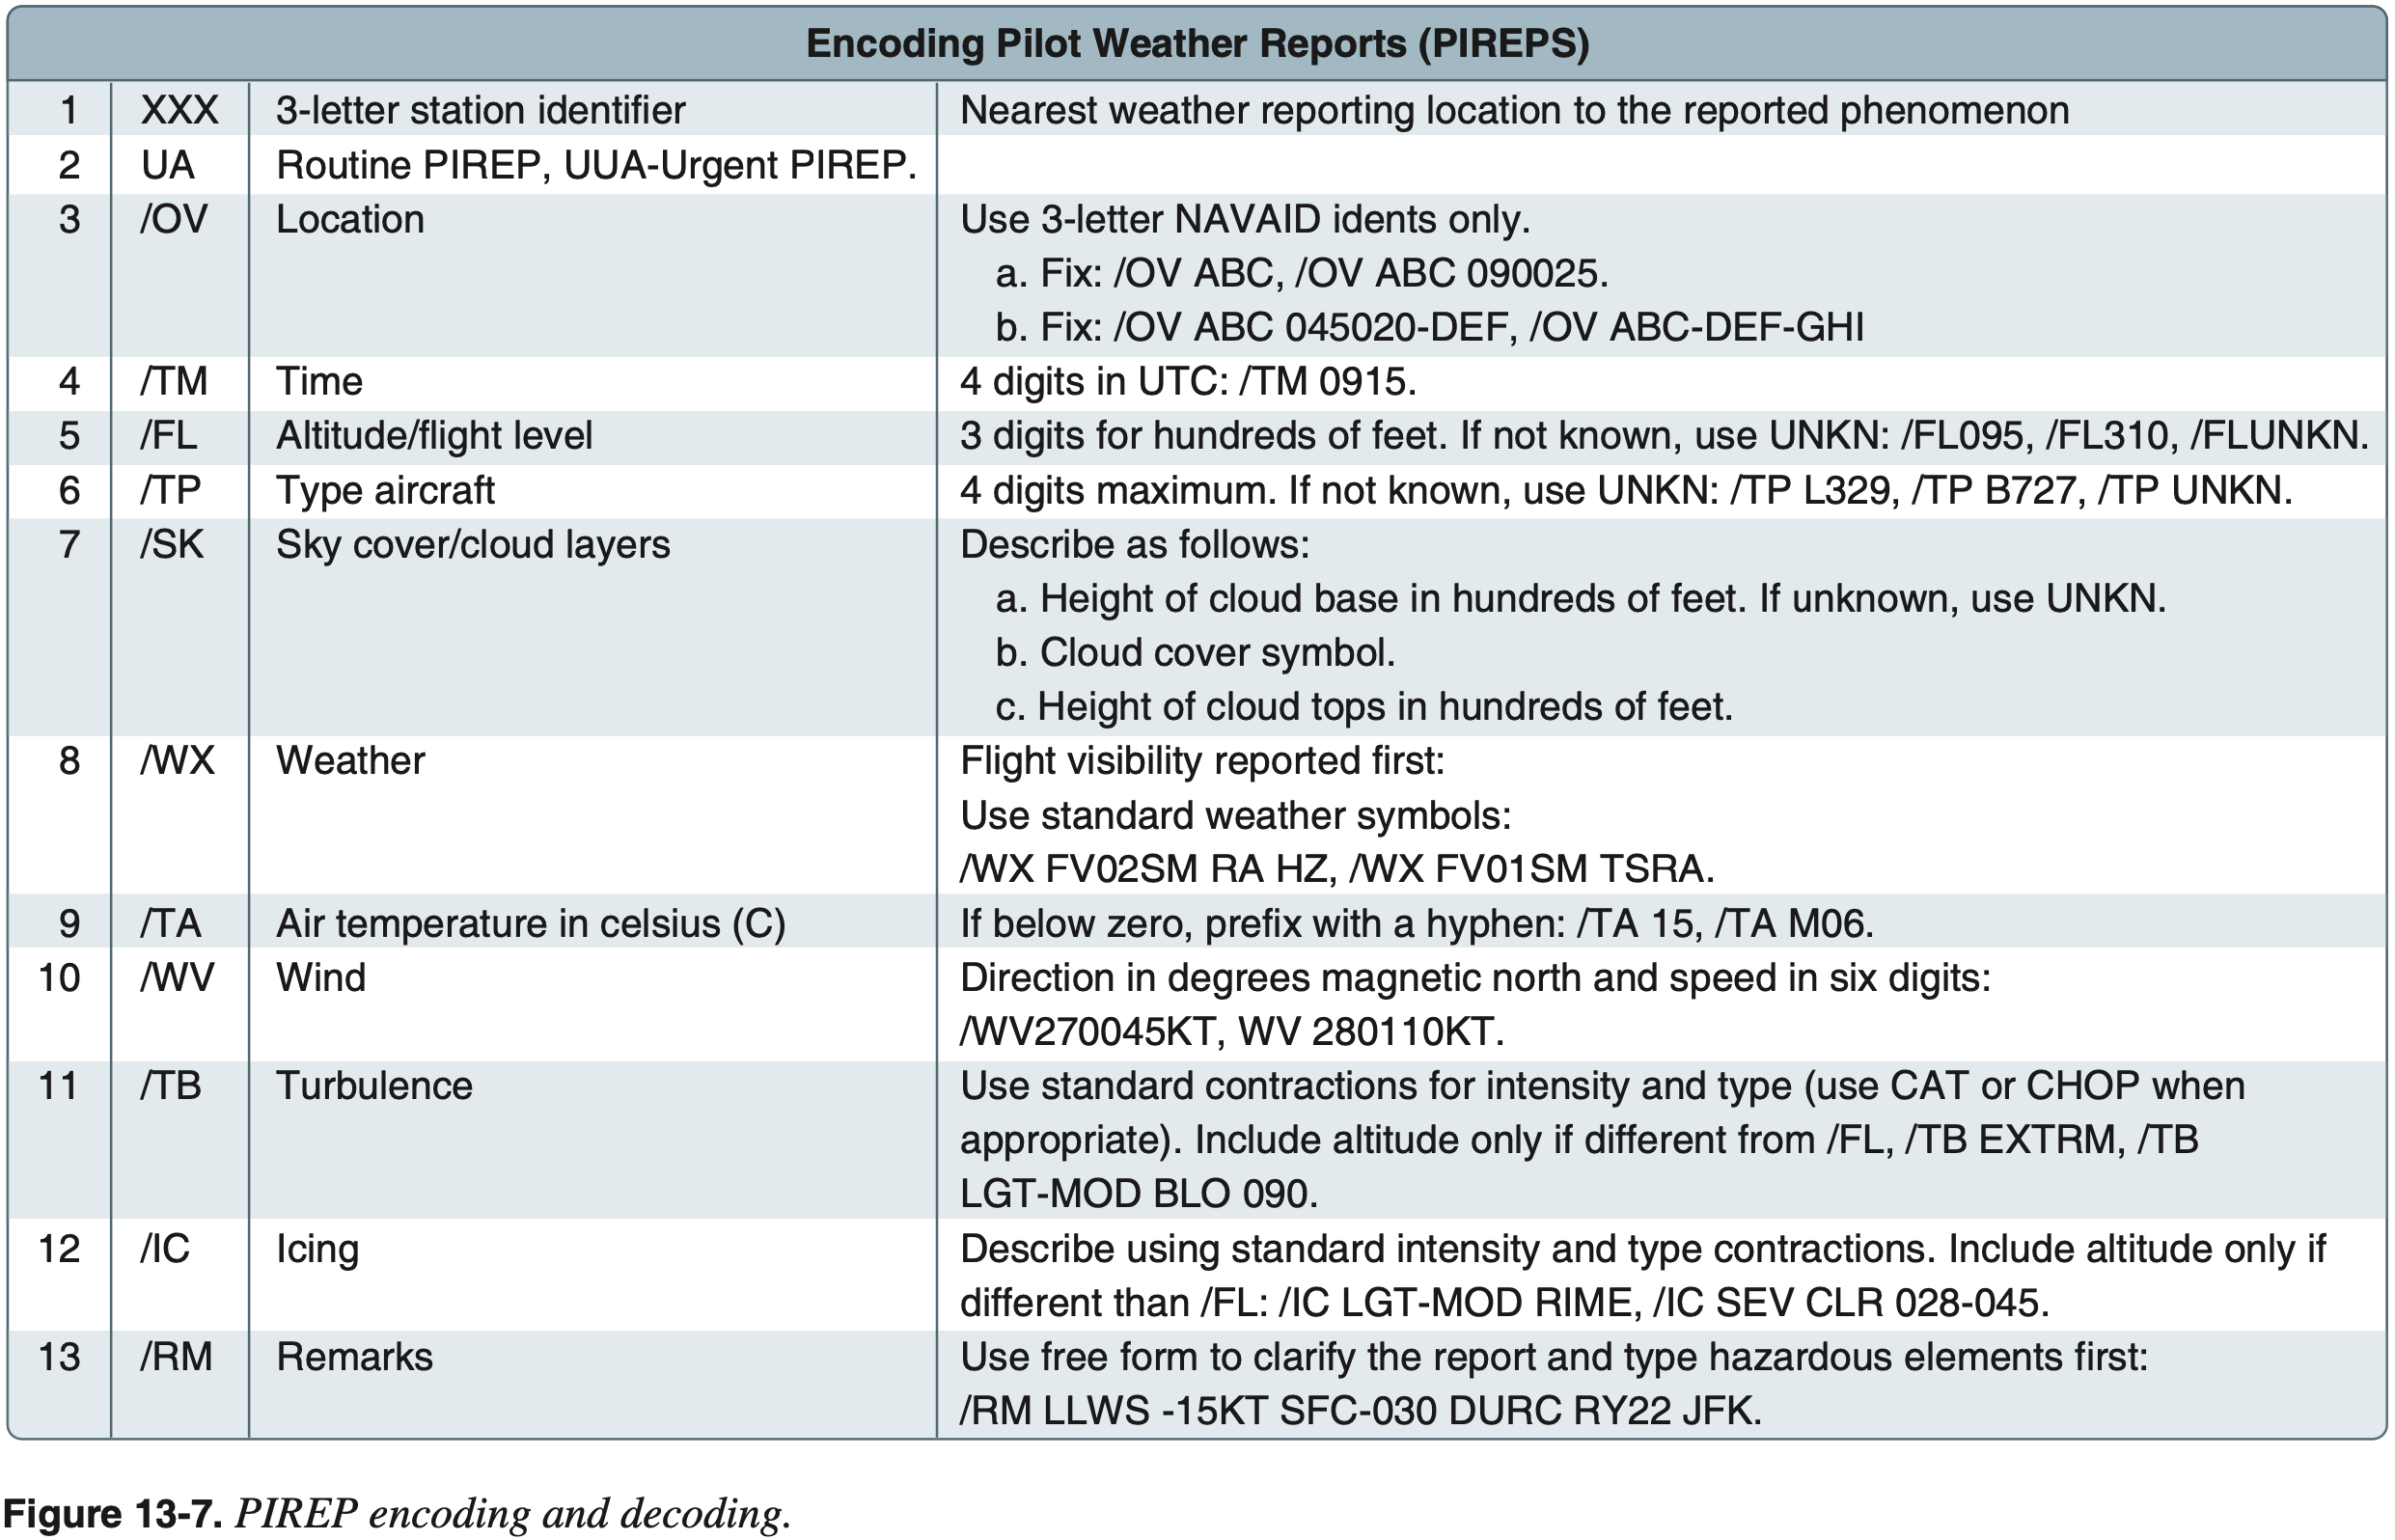 Encoding Pilot Weather Reports (PIREPS)
1 XXX 3-letter station identifier Nearest weather reporting location to the reported phenomenon
2 UA Routine PIREP, UUA-Urgent PIREP.
3 /OV Location Use 3-letter NAVAID idents only.
a. Fix: /OV ABC, /OV ABC 090025.
b. Fix: /OV ABC 045020-DEF, /OV ABC-DEF-GHI
4 /TM Time 4 digits in UTC: /TM 0915.
5 /FL Altitude/flight level 3 digits for hundreds of feet. If not known, use UNKN: /FL095, /FL310, /FLUNKN.
6 /TP Type aircraft 4 digits maximum. If not known, use UNKN: /TP L329, /TP B727, /TP UNKN.
7 /SK Sky cover/cloud layers Describe as follows:
a. Height of cloud base in hundreds of feet. If unknown, use UNKN.
b. Cloud cover symbol.
c. Height of cloud tops in hundreds of feet.
8 /WX Weather Flight visibility reported first:
Use standard weather symbols:
/WX FV02SM RA HZ, /WX FV01SM TSRA.
9 /TA Air temperature in celsius (C) If below zero, prefix with a hyphen: /TA 15, /TA M06.
10 /WV Wind Direction in degrees magnetic north and speed in six digits:
/WV270045KT, WV 280110KT.
11 /TB Turbulence Use standard contractions for intensity and type (use CAT or CHOP when
appropriate). Include altitude only if different from /FL, /TB EXTRM, /TB
LGT-MOD BLO 090.
12 /IC Icing Describe using standard intensity and type contractions. Include altitude only if
different than /FL: /IC LGT-MOD RIME, /IC SEV CLR 028-045.
13 /RM Remarks Use free form to clarify the report and type hazardous elements first:
/RM LLWS -15KT SFC-030 DURC RY22 JFK.
Figure 13-7. PIREP encoding and decoding.